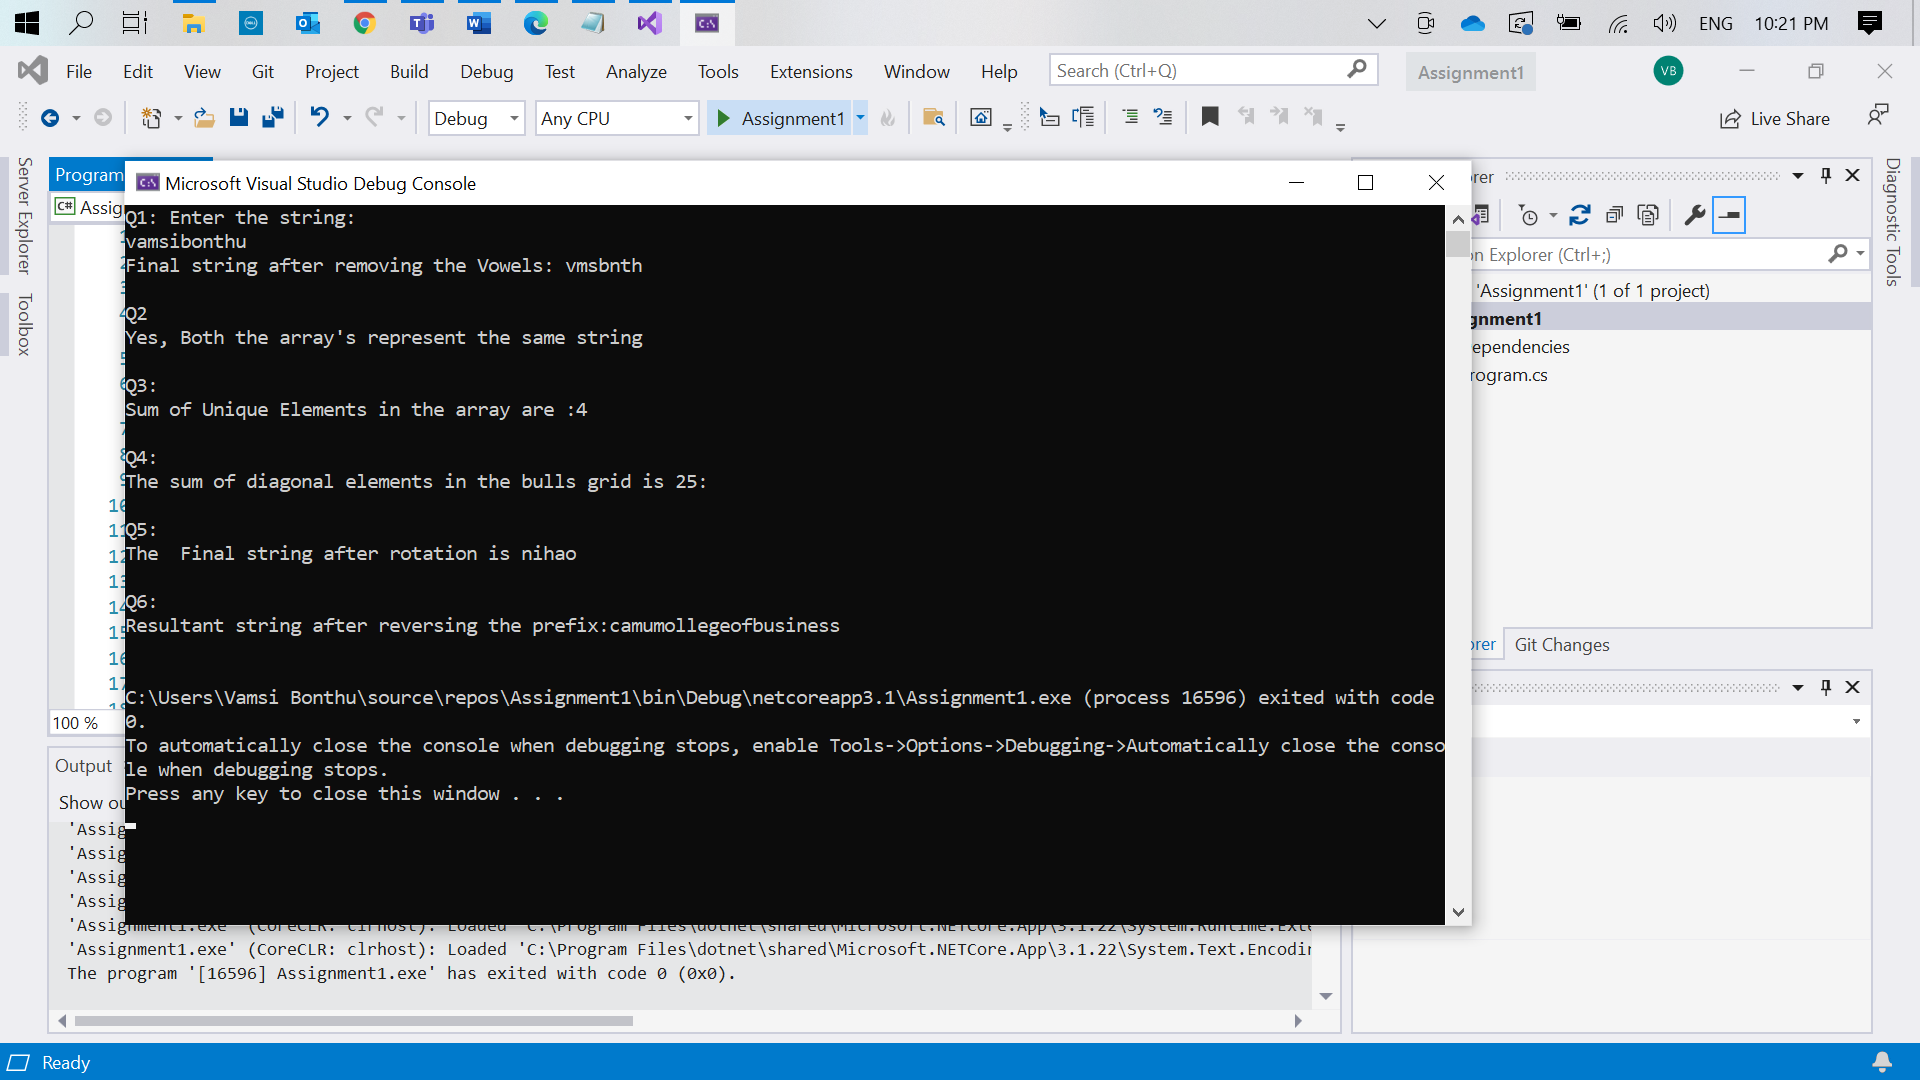 ENG 10:21 PM
File Edit View Git Project Build Debug Test Analyze Tools Extensions Window Help Search (Ctrl+Q) Assignment1 VB
Debug Any CPU Assignment1 Live Share
Server Explorer
Toolbox
Program
C# Assig
Microsoft Visual Studio Debug Console
Q1: Enter the string:
vamsibonthu
Final string after removing the Vowels: vmsbnth
Q2
Yes, Both the array's represent the same string
Q3:
Sum of Unique Elements in the array are :4
Q4:
The sum of diagonal elements in the bulls grid is 25:
Q5:
The  Final string after rotation is nihao
Q6:
Resultant string after reversing the prefix:camumollegeofbusiness
C:\Users\Vamsi Bonthu\source\repos\Assignment1\bin\Debug\netcoreapp3.1\Assignment1.exe (process 16596) exited with code
0.
To automatically close the console when debugging stops, enable Tools->Options->Debugging->Automatically close the conso
le when debugging stops.
Press any key to close this window . . .
100 %
Output
Show ou
'Assig
'Assig
'Assig
'Assig
'Assignment1.exe' (CoreCLR: clrhost): Loaded 'C:\Program Files\dotnet\shared\Microsoft.NETCore.App\3.1.22\System.Runtime.Exte
'Assignment1.exe' (CoreCLR: clrhost): Loaded 'C:\Program Files\dotnet\shared\Microsoft.NETCore.App\3.1.22\System.Text.Encodin
The program '[16596] Assignment1.exe' has exited with code 0 (0x0).
rer
on Explorer (Ctrl+;)
'Assignment1' (1 of 1 project)
gnment1
ependencies
rogram.cs
rer Git Changes
Diagnostic Tools
Ready